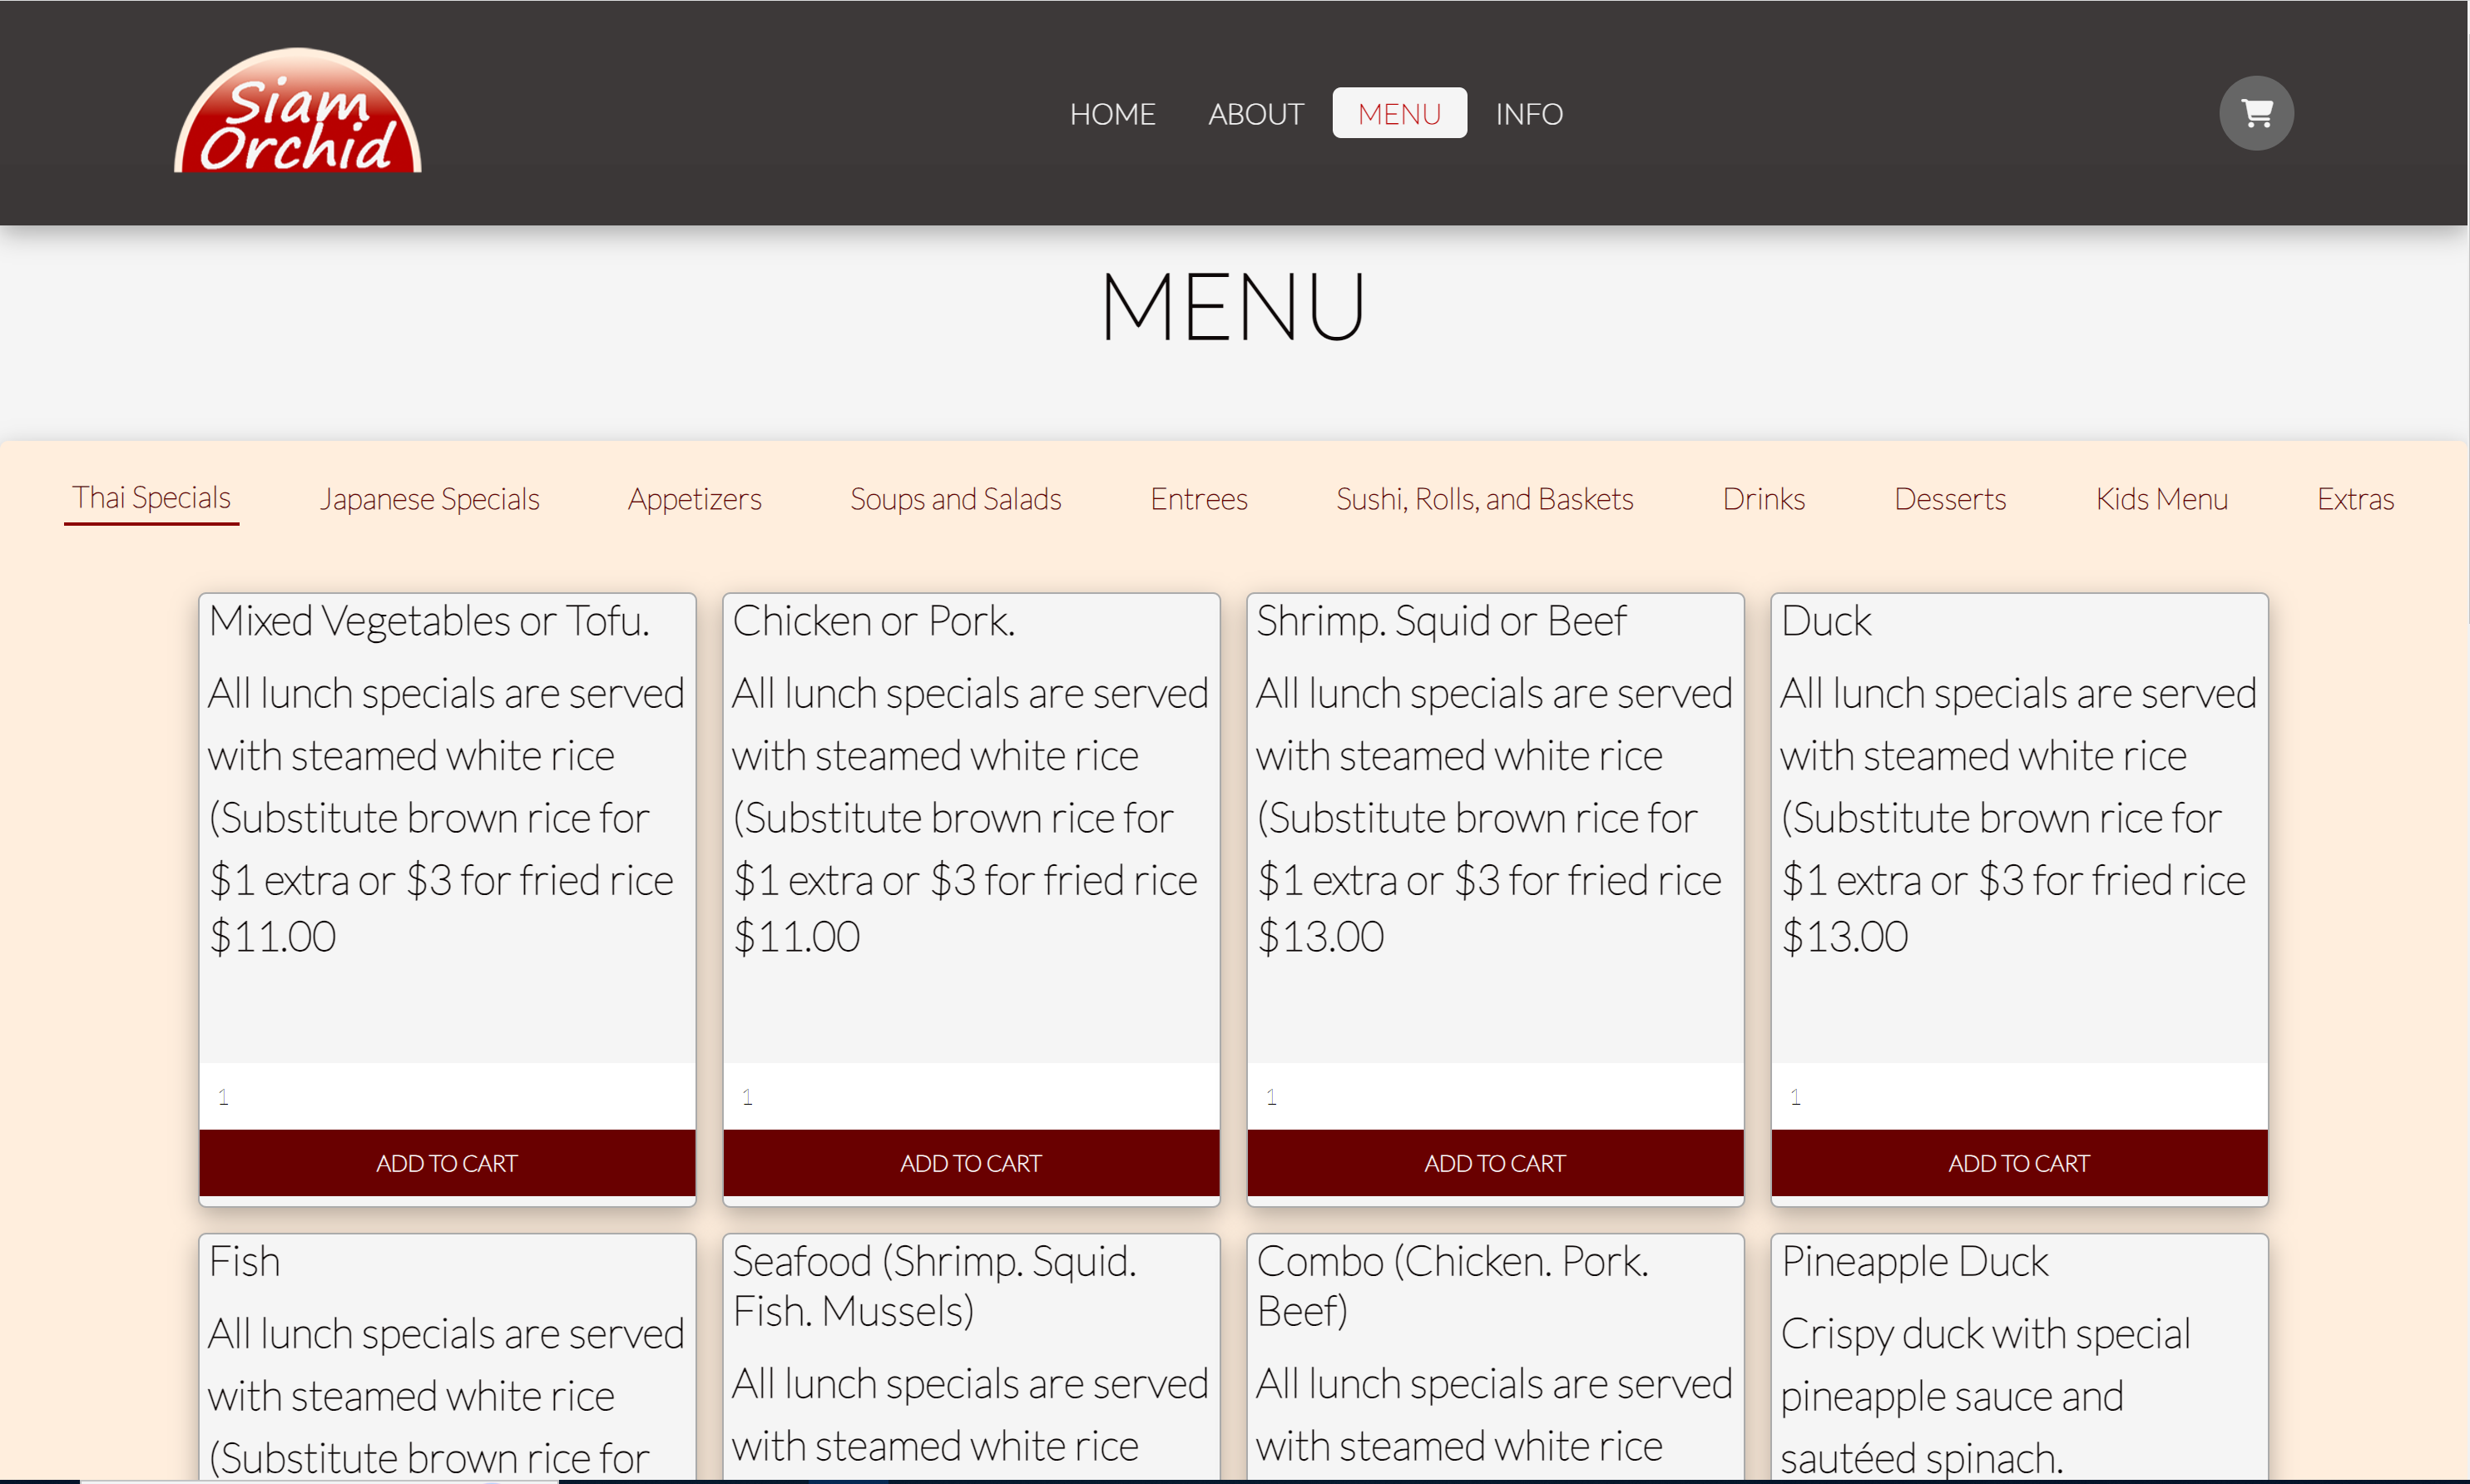 Siam
Orchid
HOME ABOUT MENU INFO
MENU
Thai Specials Japanese Specials Appetizers Soups and Salads Entrees Sushi, Rolls, and Baskets Drinks Desserts Kids Menu Extras
Mixed Vegetables or Tofu.
All lunch specials are served
with steamed white rice
(Substitute brown rice for
$1 extra or $3 for fried rice
$11.00
1
ADD TO CART
Chicken or Pork.
All lunch specials are served
with steamed white rice
(Substitute brown rice for
$1 extra or $3 for fried rice
$11.00
1
ADD TO CART
Shrimp. Squid or Beef
All lunch specials are served
with steamed white rice
(Substitute brown rice for
$1 extra or $3 for fried rice
$13.00
1
ADD TO CART
Duck
All lunch specials are served
with steamed white rice
(Substitute brown rice for
$1 extra or $3 for fried rice
$13.00
1
ADD TO CART
Fish
All lunch specials are served
with steamed white rice
(Substitute brown rice for
Seafood (Shrimp. Squid.
Fish. Mussels)
All lunch specials are served
with steamed white rice
Combo (Chicken. Pork.
Beef)
All lunch specials are served
with steamed white rice
Pineapple Duck
Crispy duck with special
pineapple sauce and
sautéed spinach.